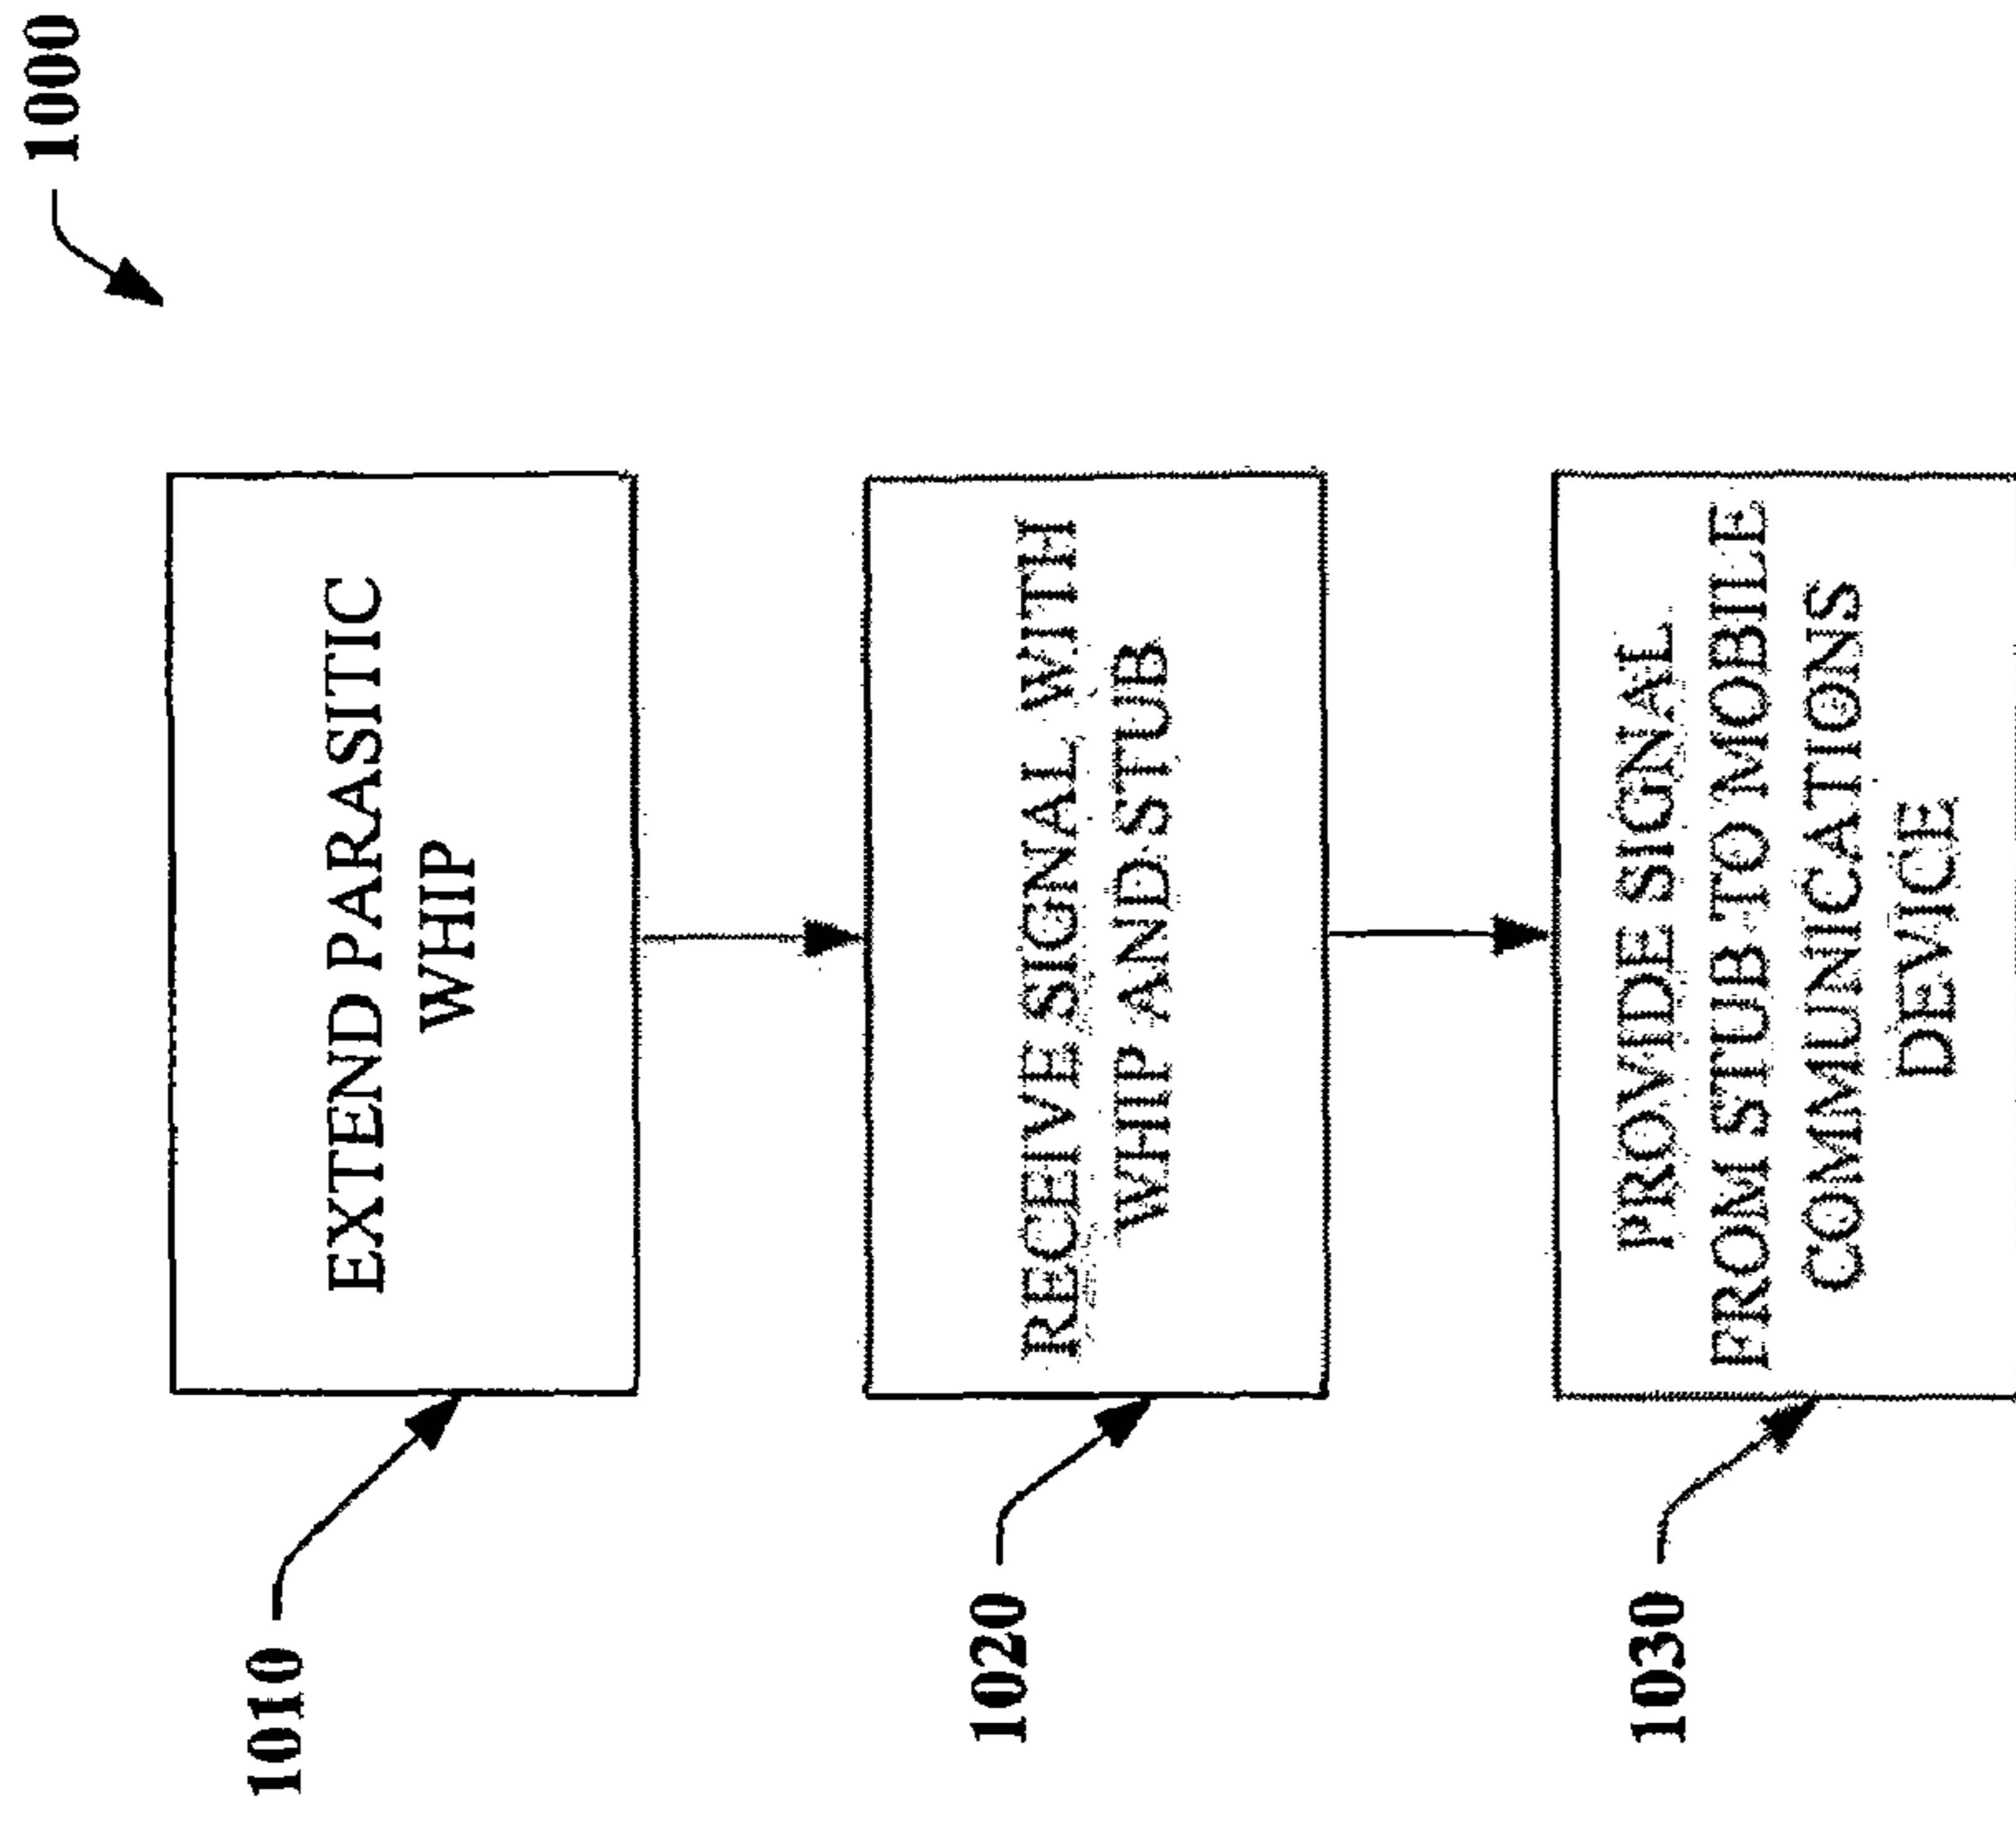 1000
1010
EXTEND PARASITIC
WHIP
1020
RECEIVE SIGNAL WITH
WHIP AND STUB
1030
PROVIDE SIGNAL
FROM STUB TO MOBILE
COMMUNICATIONS
DEVICE